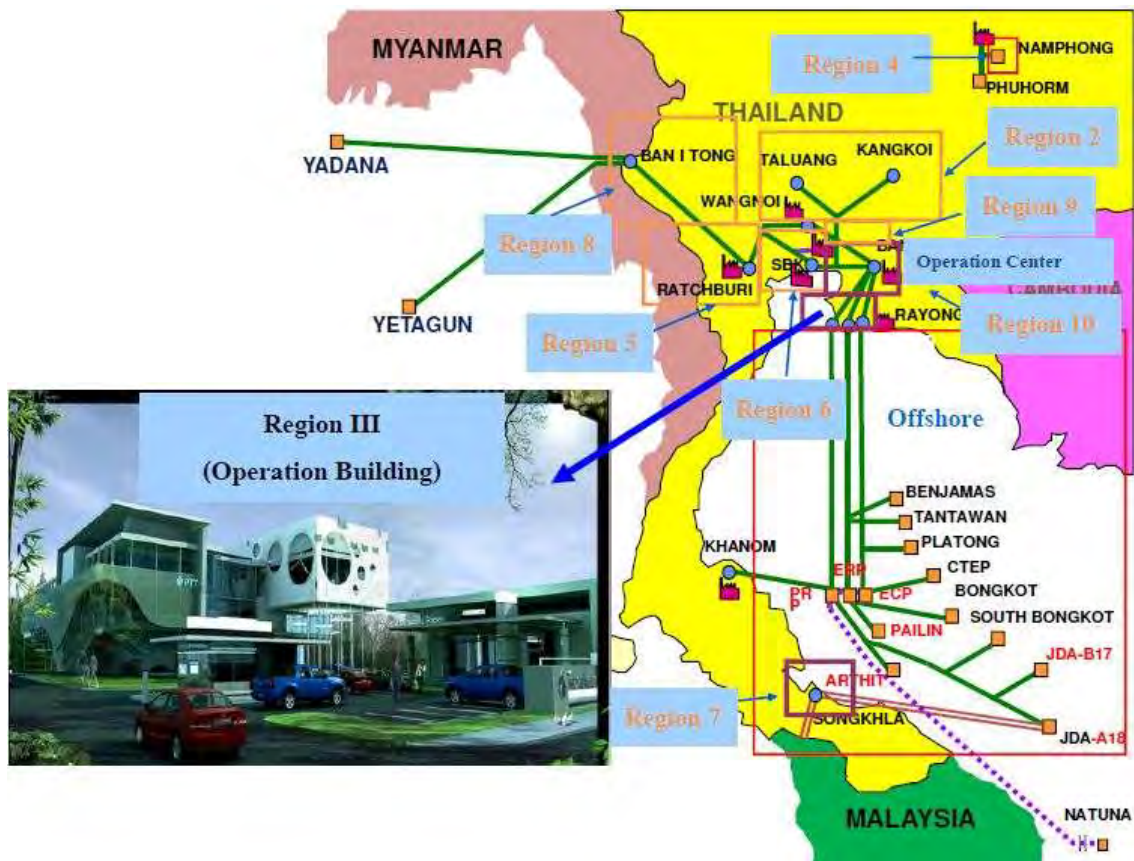 MYANMAR
NAMPHONG
Region 4
PHUHORM
THAILAND
Region 2
KANGKOI
BAN I TONG
TALUANG
YADANA
WANGNOI
Region 9
Region 8
SBK
Operation Center
RATCHBURI
RAYONG
Region 10
YETAGUN
Region 5
Region 6
Offshore
Region III
(Operation Building)
BENJAMAS
TANTAWAN
PLATONG
KHANOM
CTEP
ERP
PR
P
ECP
BONGKOT
SOUTH BONGKOT
PAILIN
JDA-B17
ARTHIT
Region 7
SONGKHLA
JDA-A18
MALAYSIA
NATUNA